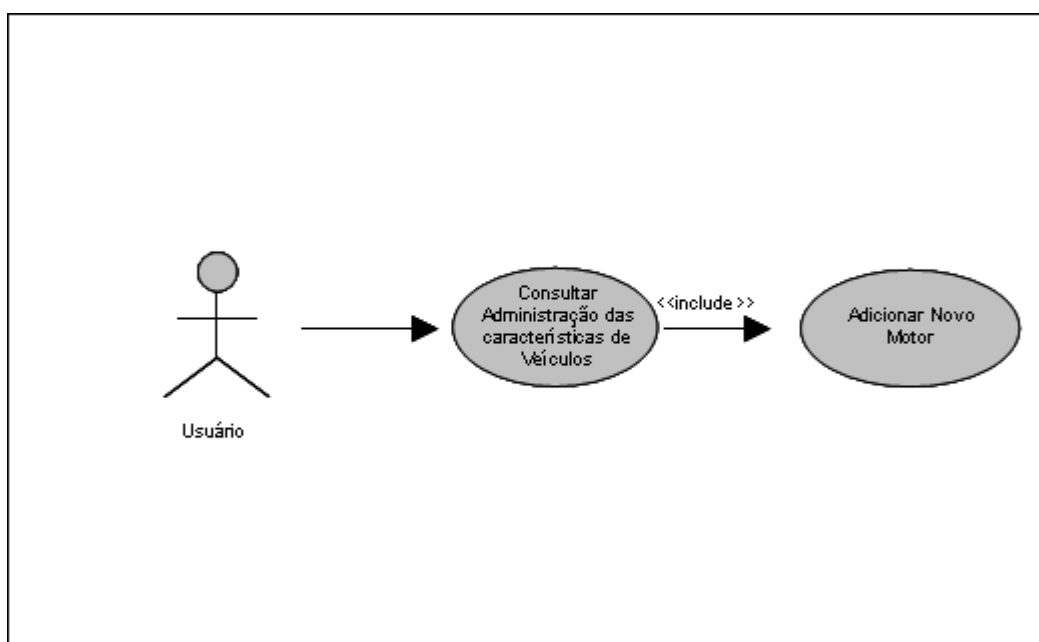 Consultar
Administração das
características de
Veículos
<<include>>
Adicionar Novo
Motor
Usuário